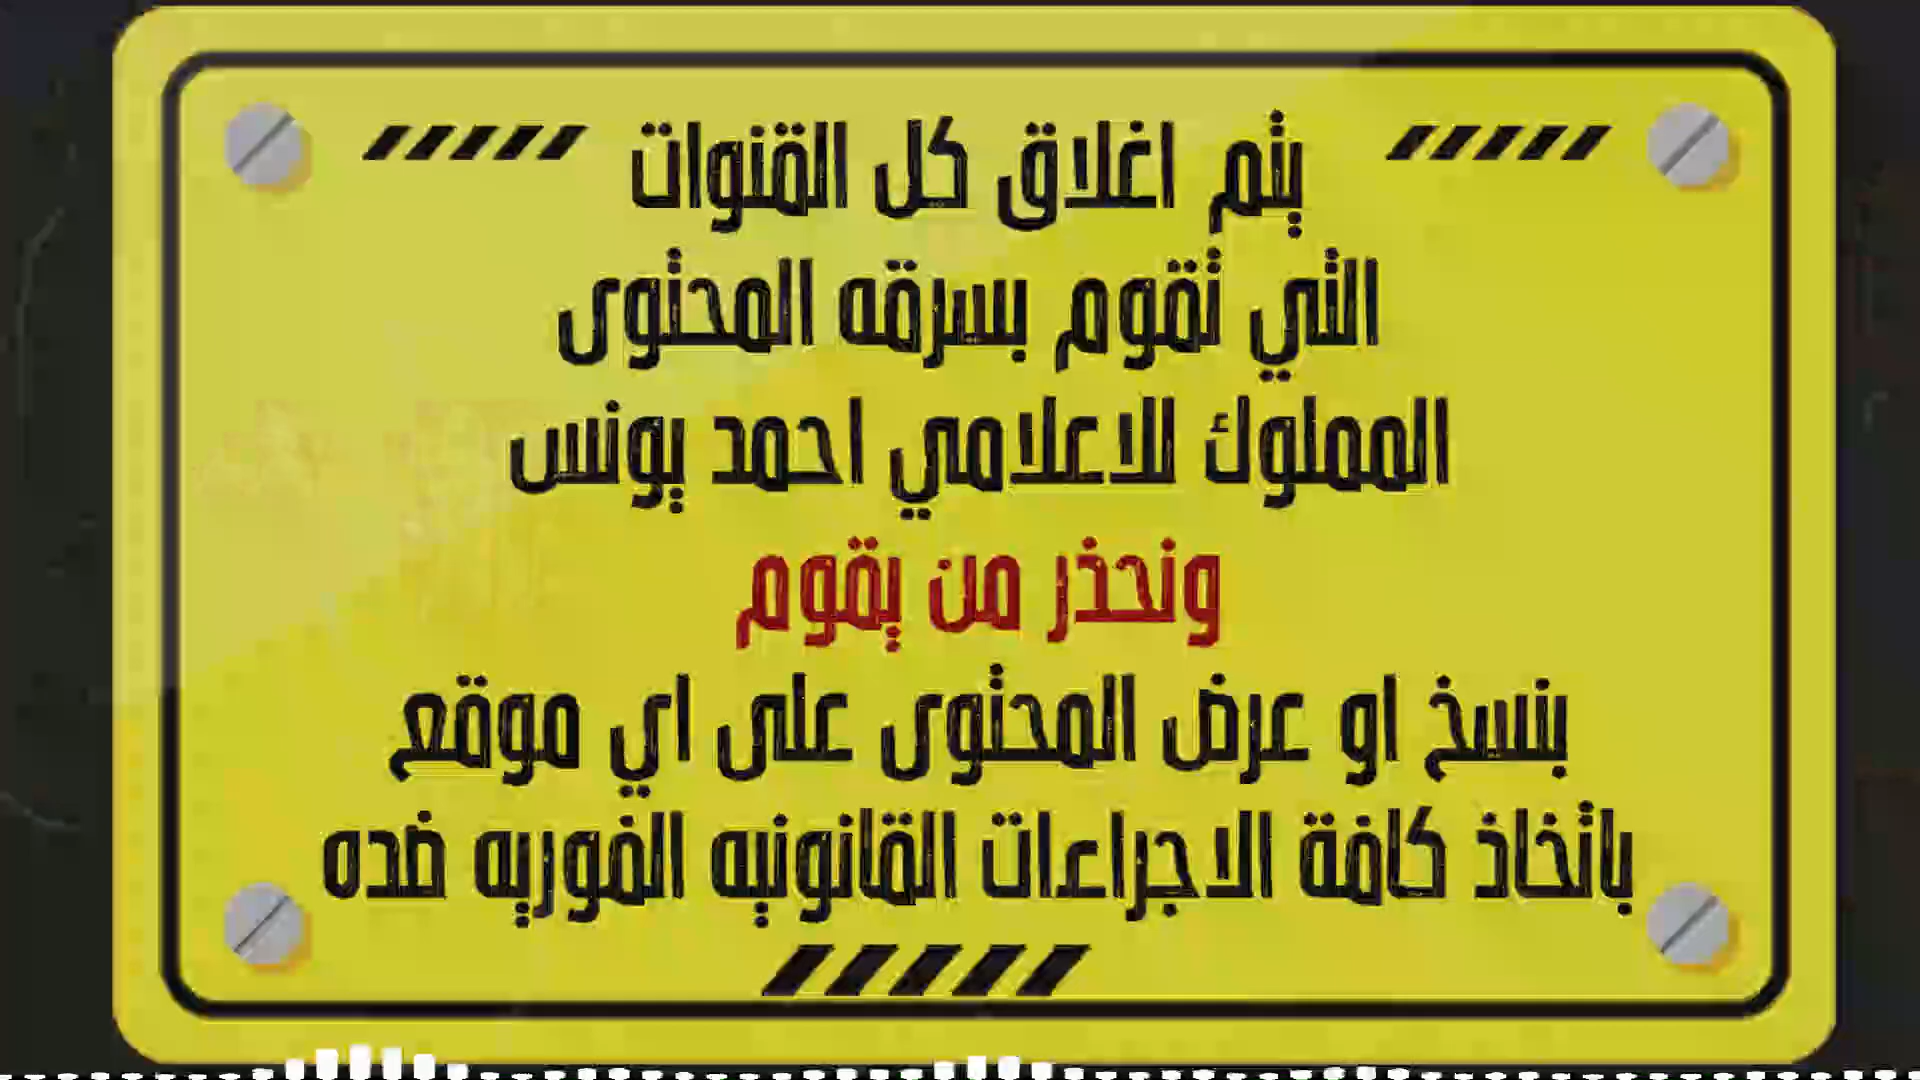 يتم اغلاق كل القنوات
التي تقوم بسرقه المحتوى
المملوك للاعلامي احمد يونس
ونحذر من يقوم
بنسخ او عرض المحتوى على اي موقع
باتخاذ كافة الاجراءات القانونيه الفوريه ضده